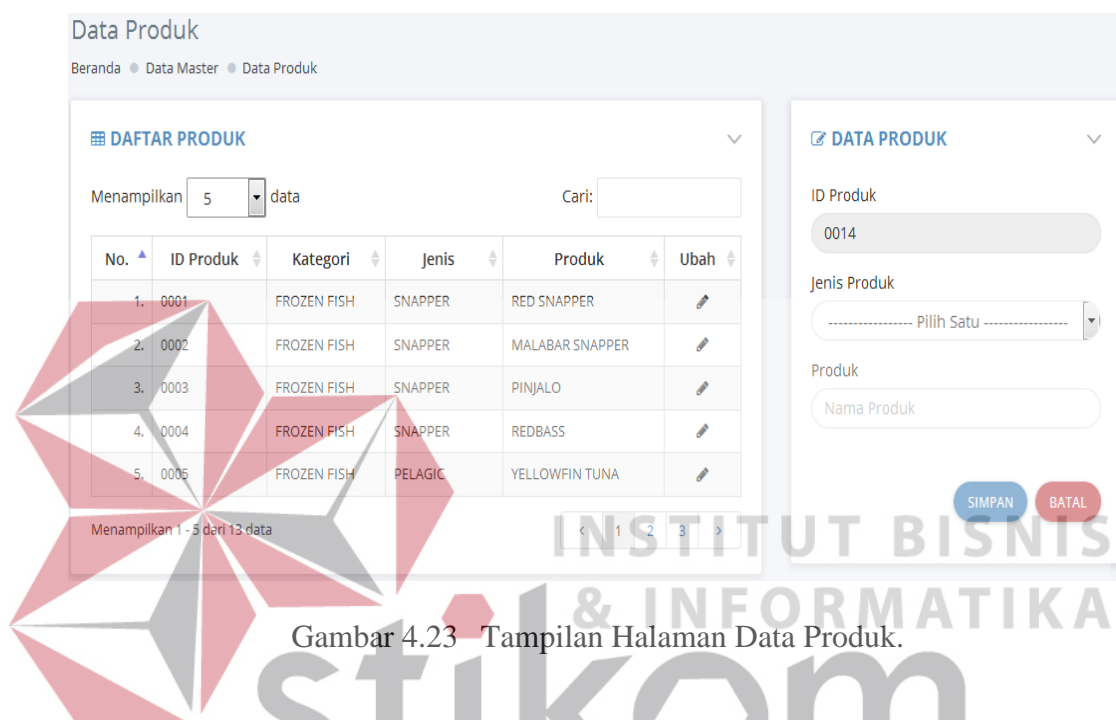 Data Produk
Beranda Data Master Data Produk
DAFTAR PRODUK
Menampilkan 5 data Cari:
No. ID Produk Kategori Jenis Produk Ubah
1. 0001 FROZEN FISH SNAPPER RED SNAPPER
2. 0002 FROZEN FISH SNAPPER MALABAR SNAPPER
3. 0003 FROZEN FISH SNAPPER PINJALO
4. 0004 FROZEN FISH SNAPPER REDBASS
5. 0005 FROZEN FISH PELAGIC YELLOWFIN TUNA
Menampilkan 1 - 5 dari 13 data
< 1 2 3 >
DATA PRODUK
ID Produk
0014
Jenis Produk
----------------- Pilih Satu -----------------
Produk
Nama Produk
SIMPAN BATAL
INSTITUT BISNIS
& INFORMATIKA
Gambar 4.23 Tampilan Halaman Data Produk.
stikom